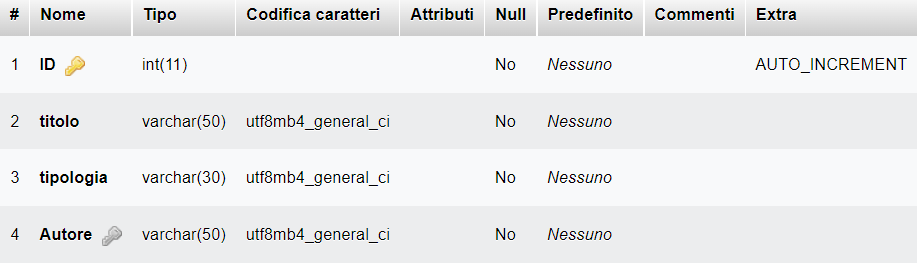 # Nome Tipo Codifica caratteri Attributi Null Predefinito Commenti Extra
1 ID int(11) No Nessuno AUTO_INCREMENT
2 titolo varchar(50) utf8mb4_general_ci No Nessuno
3 tipologia varchar(30) utf8mb4_general_ci No Nessuno
4 Autore varchar(50) utf8mb4_general_ci No Nessuno